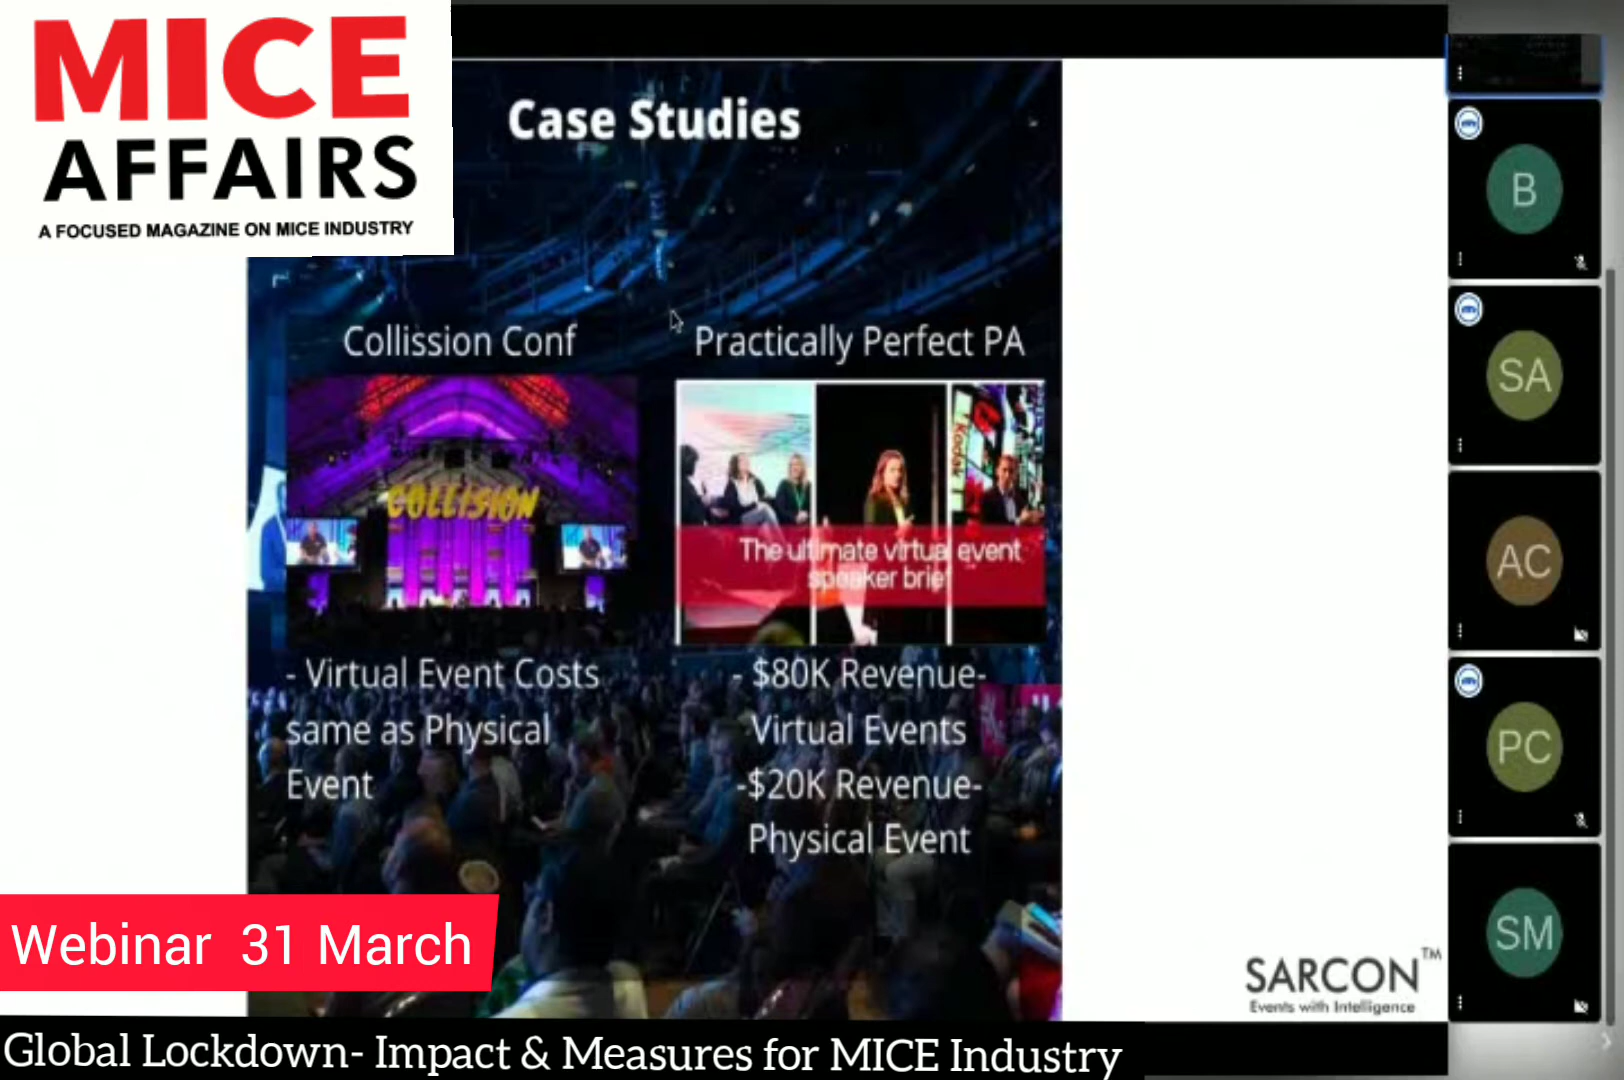 MICE
AFFAIRS
A FOCUSED MAGAZINE ON MICE INDUSTRY
Case Studies
Collission Conf
Practically Perfect PA
COLLISION
Kodak
The ultimate virtual event
speaker brief
- Virtual Event Costs
same as Physical
Event
- $80K Revenue-
Virtual Events
-$20K Revenue-
Physical Event
B
SA
AC
PC
SM
SARCON™
Events with Intelligence
Webinar 31 March
Global Lockdown- Impact & Measures for MICE Industry